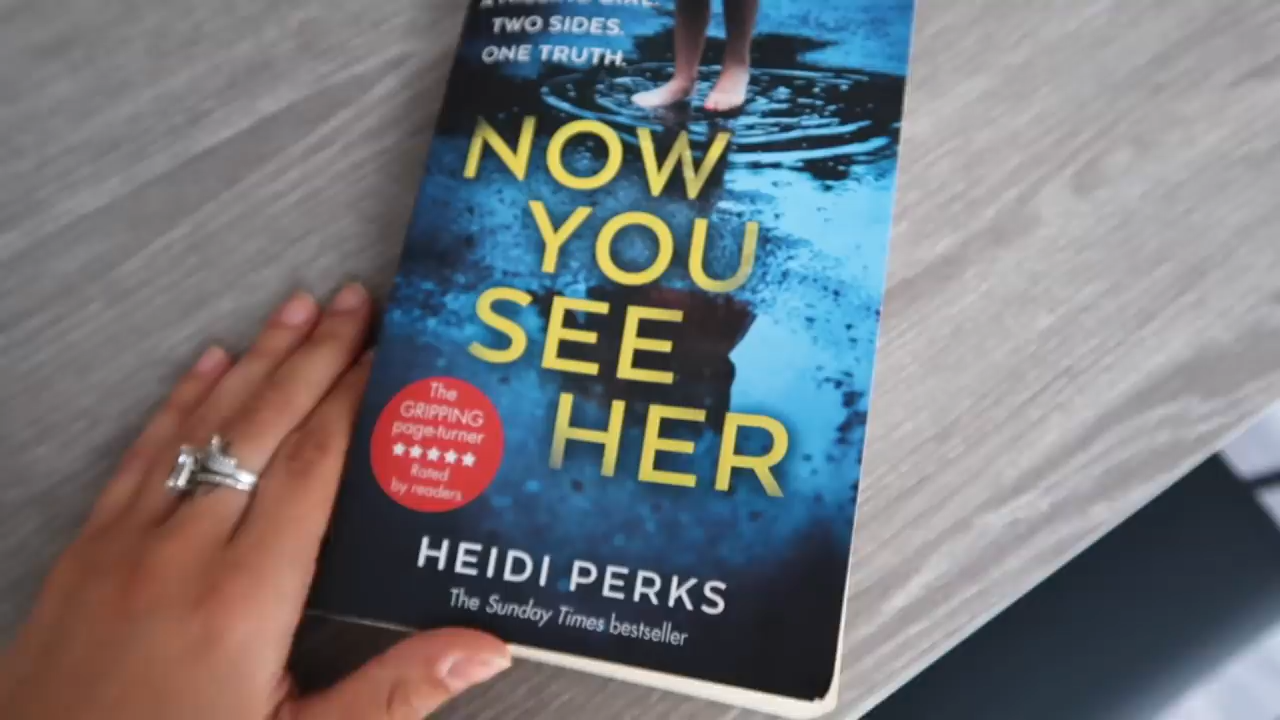 TWO SIDES.
ONE TRUTH.
NOW
YOU
SEE
HER
The
GRIPPING
page-turner
Rated
by readers
HEIDI PERKS
The Sunday Times bestseller